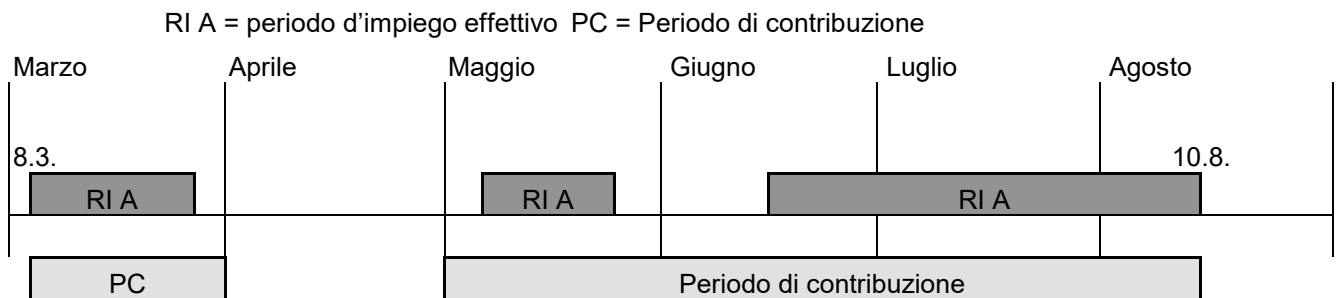 RI A = periodo d’impiego effettivo PC = Periodo di contribuzione
Marzo Aprile Maggio Giugno Luglio Agosto
8.3. 10.8.
RI A RI A RI A
PC Periodo di contribuzione